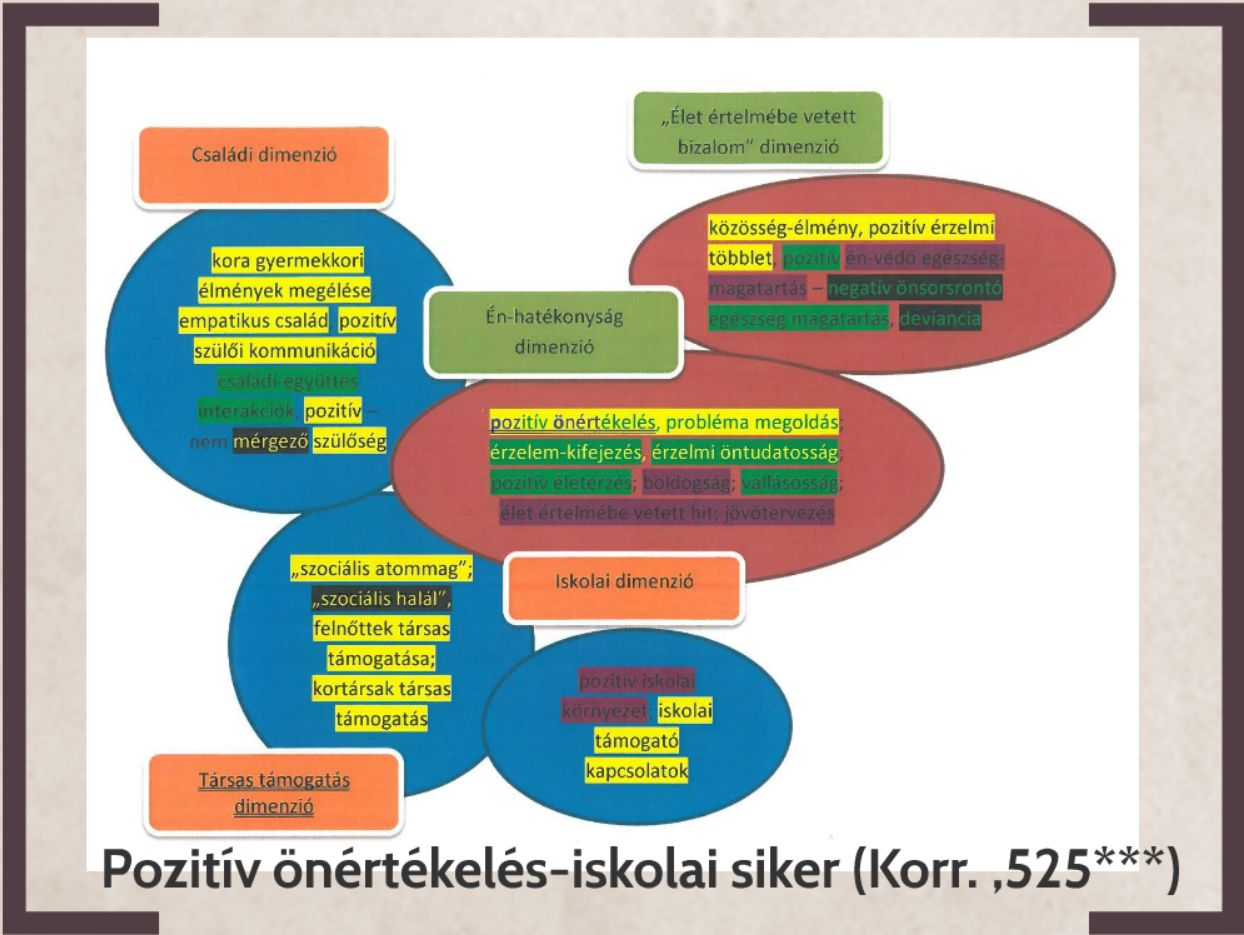 Családi dimenzió
kora gyermekkori
élmények megélése
empatikus család, pozitív
szülői kommunikáció,
családi együttes
interakciók, pozitív –
nem mérgező szülőség
„Élet értelmébe vetett
bizalom” dimenzió
közösség-élmény, pozitív érzelmi
többlet, pozitív én-védő egészség-
magatartás – negatív önsorsrontó
egészség magatartás, deviancia
Én-hatékonyság
dimenzió
pozitív önértékelés, probléma megoldás;
érzelem-kifejezés, érzelmi öntudatosság;
pozitív életérzés; boldogság; vallásosság;
élet értelmébe vetett hit; jövőtervezés
„szociális atommag”;
„szociális halál”,
felnőttek társas
támogatása;
kortársak társas
támogatás
Társas támogatás
dimenzió
Iskolai dimenzió
pozitív iskolai
környezet; iskolai
támogató
kapcsolatok
Pozitív önértékelés-iskolai siker (Korr. ,525***)